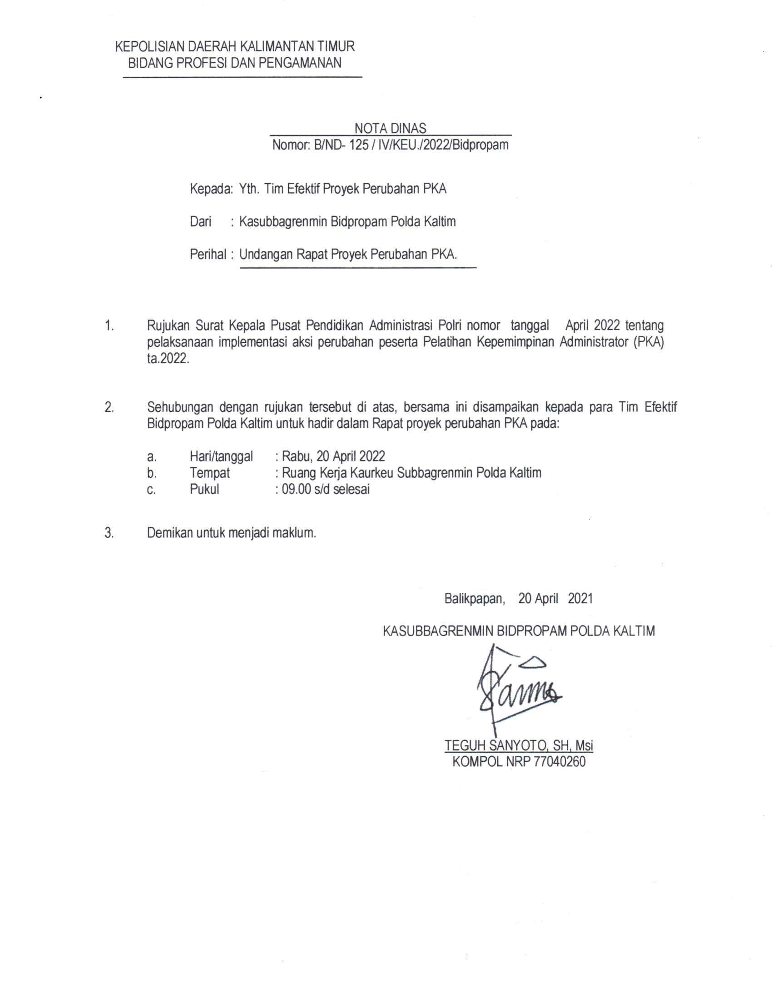 KEPOLISIAN DAERAH KALIMANTAN TIMUR
BIDANG PROFESI DAN PENGAMANAN
NOTA DINAS
Nomor: B/ND- 125 / IV/KEU./2022/Bidpropam
Kepada: Yth. Tim Efektif Proyek Perubahan PKA
Dari : Kasubbagrenmin Bidpropam Polda Kaltim
Perihal : Undangan Rapat Proyek Perubahan PKA.
1. Rujukan Surat Kepala Pusat Pendidikan Administrasi Polri nomor tanggal April 2022 tentang
pelaksanaan implementasi aksi perubahan peserta Pelatihan Kepemimpinan Administrator (PKA)
ta.2022.
2. Sehubungan dengan rujukan tersebut di atas, bersama ini disampaikan kepada para Tim Efektif
Bidpropam Polda Kaltim untuk hadir dalam Rapat proyek perubahan PKA pada:
a. Hari/tanggal : Rabu, 20 April 2022
b. Tempat : Ruang Kerja Kaurkeu Subbagrenmin Polda Kaltim
c. Pukul : 09.00 s/d selesai
3. Demikan untuk menjadi maklum.
Balikpapan, 20 April 2021
KASUBBAGRENMIN BIDPROPAM POLDA KALTIM
TEGUH SANYOTO, SH, Msi
KOMPOL NRP 77040260